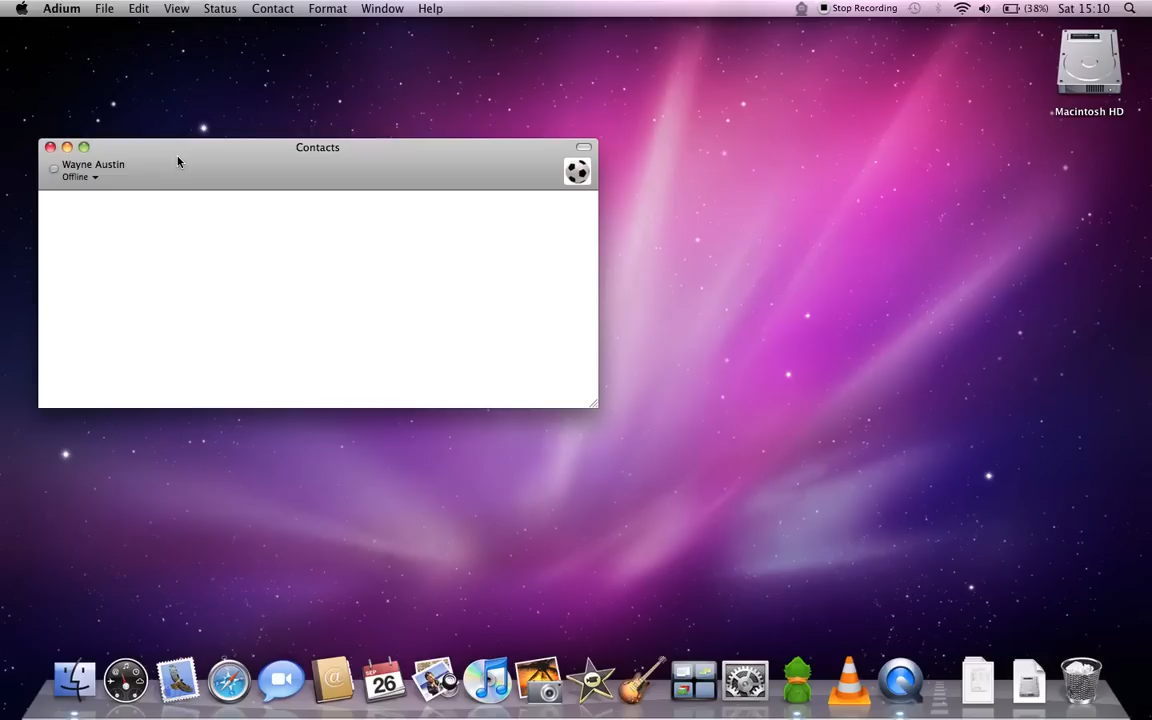 Adium File Edit View Status Contact Format Window Help Stop Recording (38%) Sat 15:10
Macintosh HD
Contacts
Wayne Austin
Offline
SEP
26